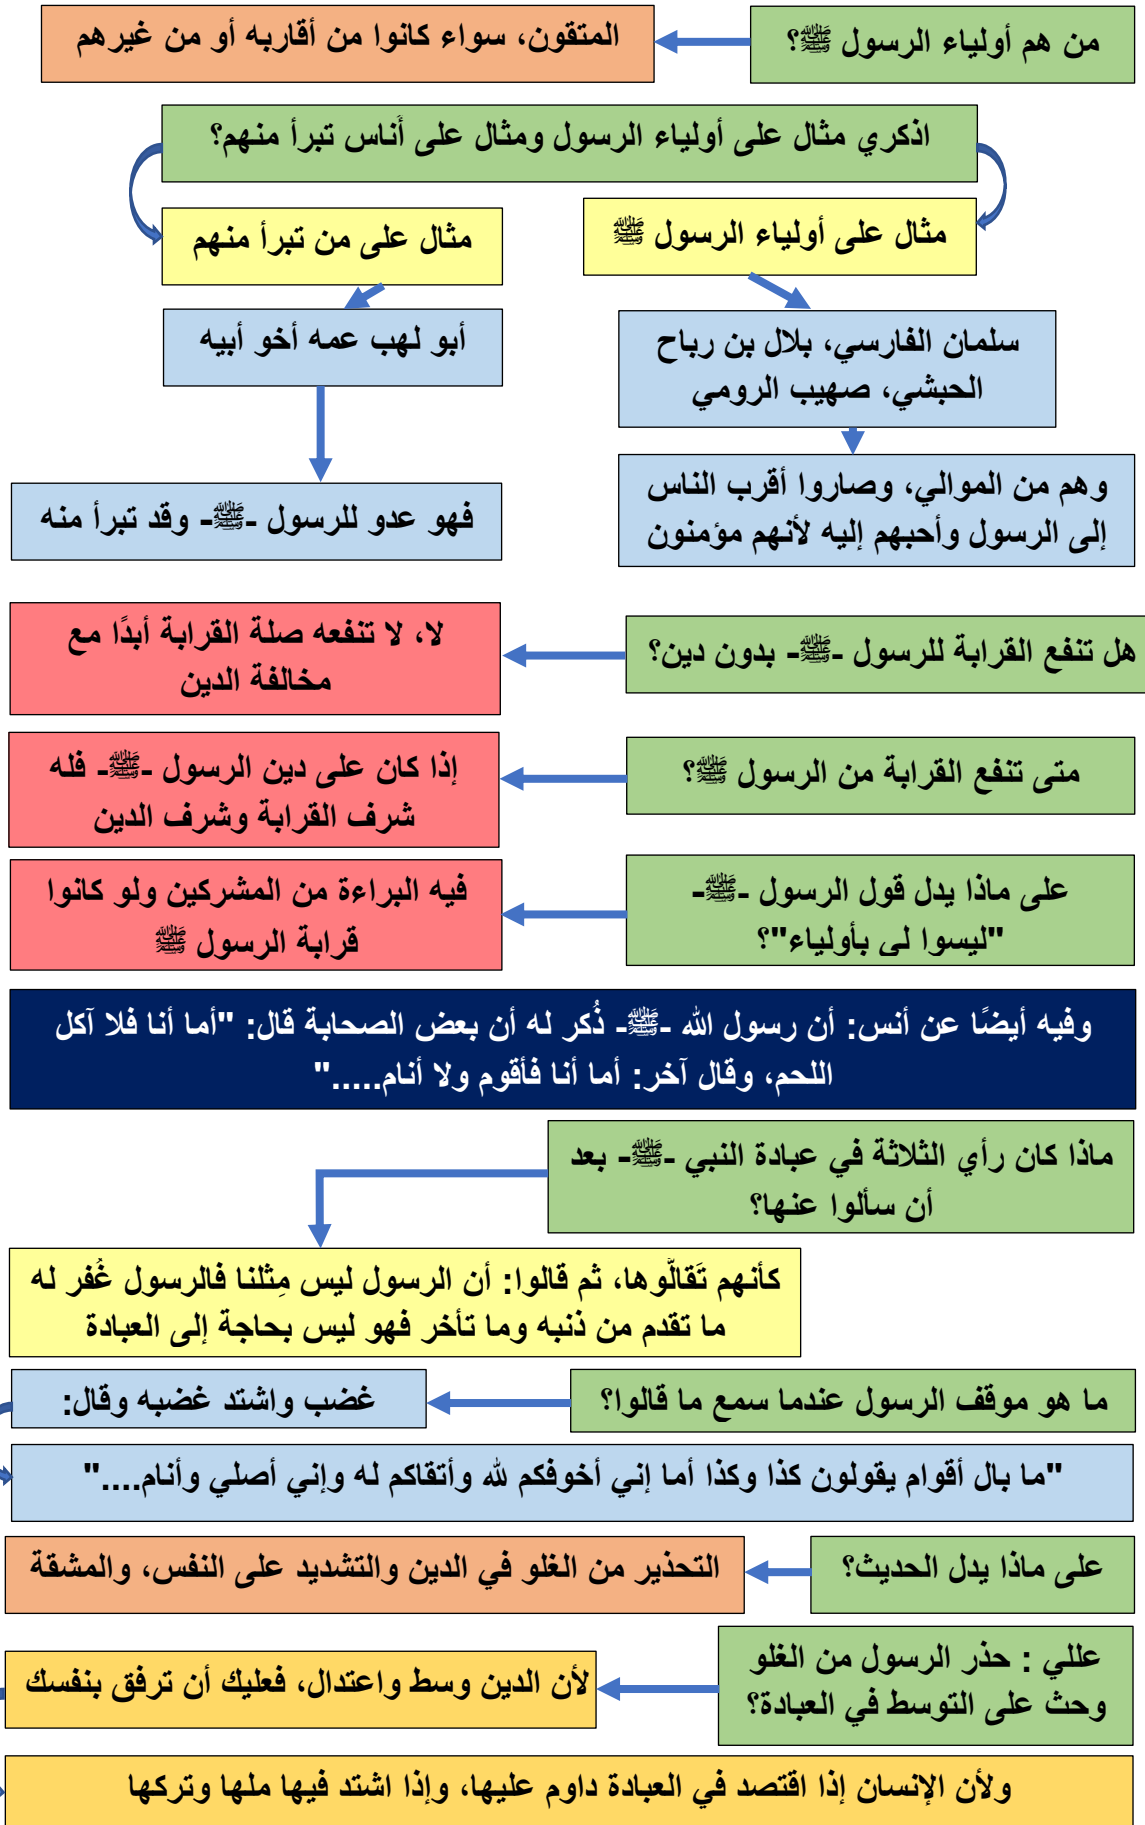 من هم أولياء الرسول ﷺ؟
المتقون، سواء كانوا من أقاربه أو من غيرهم
اذكري مثال على أولياء الرسول ومثال على أُناس تبرأ منهم؟
مثال على أولياء الرسول ﷺ
مثال على من تبرأ منهم
سلمان الفارسي، بلال بن رباح
الحبشي، صهيب الرومي
أبو لهب عمه أخو أبيه
وهم من الموالي، وصاروا أقرب الناس
إلى الرسول وأحبهم إليه لأنهم مؤمنون
فهو عدو للرسول -ﷺ- وقد تبرأ منه
هل تنفع القرابة للرسول -ﷺ- بدون دين؟
لا، لا تنفعه صلة القرابة أبدًا مع
مخالفة الدين
متى تنفع القرابة من الرسول ﷺ؟
إذا كان على دين الرسول -ﷺ- فله
شرف القرابة وشرف الدين
على ماذا يدل قول الرسول -ﷺ-
"ليسوا لي بأولياء"؟
فيه البراءة من المشركين ولو كانوا
قرابة الرسول ﷺ
وفيه أيضًا عن أنس: أن رسول الله -ﷺ- ذُكر له أن بعض الصحابة قال: "أما أنا فلا آكل
اللحم، وقال آخر: أما أنا فأقوم ولا أنام....."
ماذا كان رأي الثلاثة في عبادة النبي -ﷺ- بعد
أن سألوا عنها؟
كأنهم تَقالّوها، ثم قالوا: أن الرسول ليس مِثلنا فالرسول غُفر له
ما تقدم من ذنبه وما تأخر فهو ليس بحاجة إلى العبادة
ما هو موقف الرسول عندما سمع ما قالوا؟
غضب واشتد غضبه وقال:
"ما بال أقوام يقولون كذا وكذا أما إني أخوفكم لله وأتقاكم له وإني أصلي وأنام...."
على ماذا يدل الحديث؟
التحذير من الغلو في الدين والتشديد على النفس، والمشقة
عللي : حذر الرسول من الغلو
وحث على التوسط في العبادة؟
لأن الدين وسط واعتدال، فعليك أن ترفق بنفسك
ولأن الإنسان إذا اقتصد في العبادة داوم عليها، وإذا اشتد فيها ملها وتركها